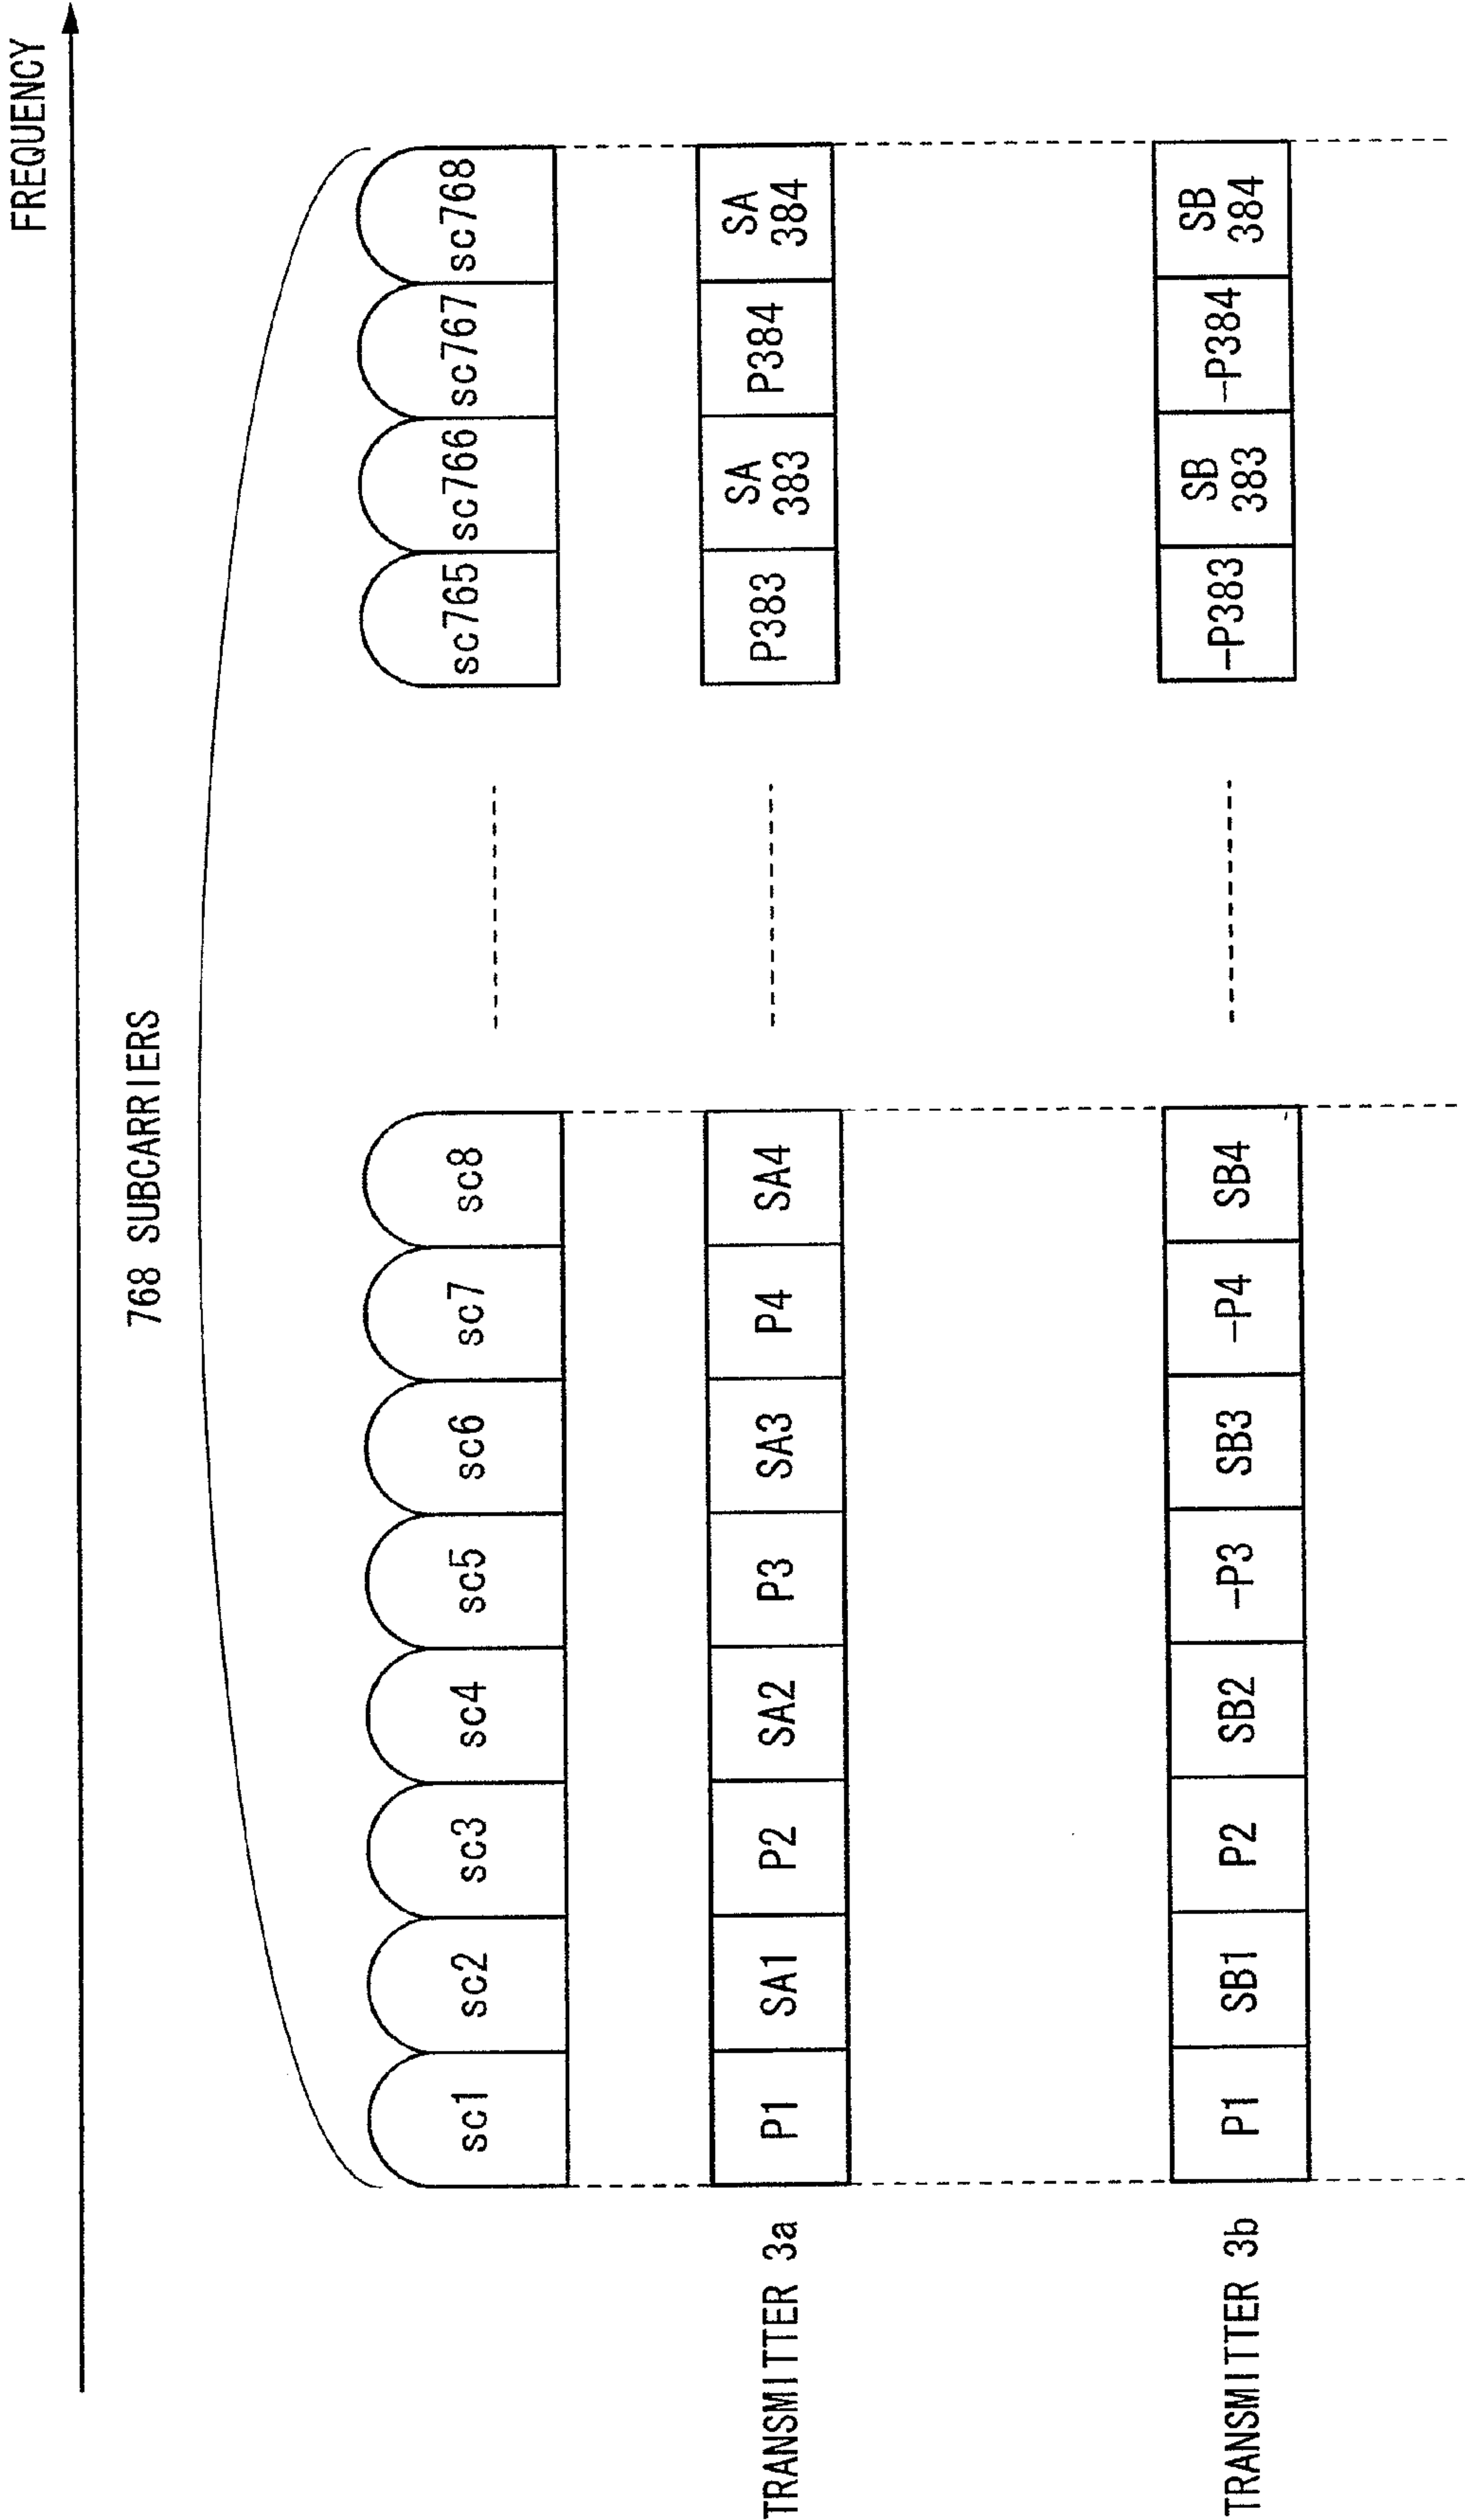 FREQUENCY
768 SUBCARRIERS
sc1 sc2 sc3 sc4 sc5 sc6 sc7 sc8 sc765 sc766 sc767 sc768
TRANSMITTER 3a P1 SA1 P2 SA2 P3 SA3 P4 SA4 P383 SA 383 P384 SA 384
TRANSMITTER 3b P1 SB1 P2 SB2 -P3 SB3 -P4 SB4 -P383 SB 383 -P384 SB 384